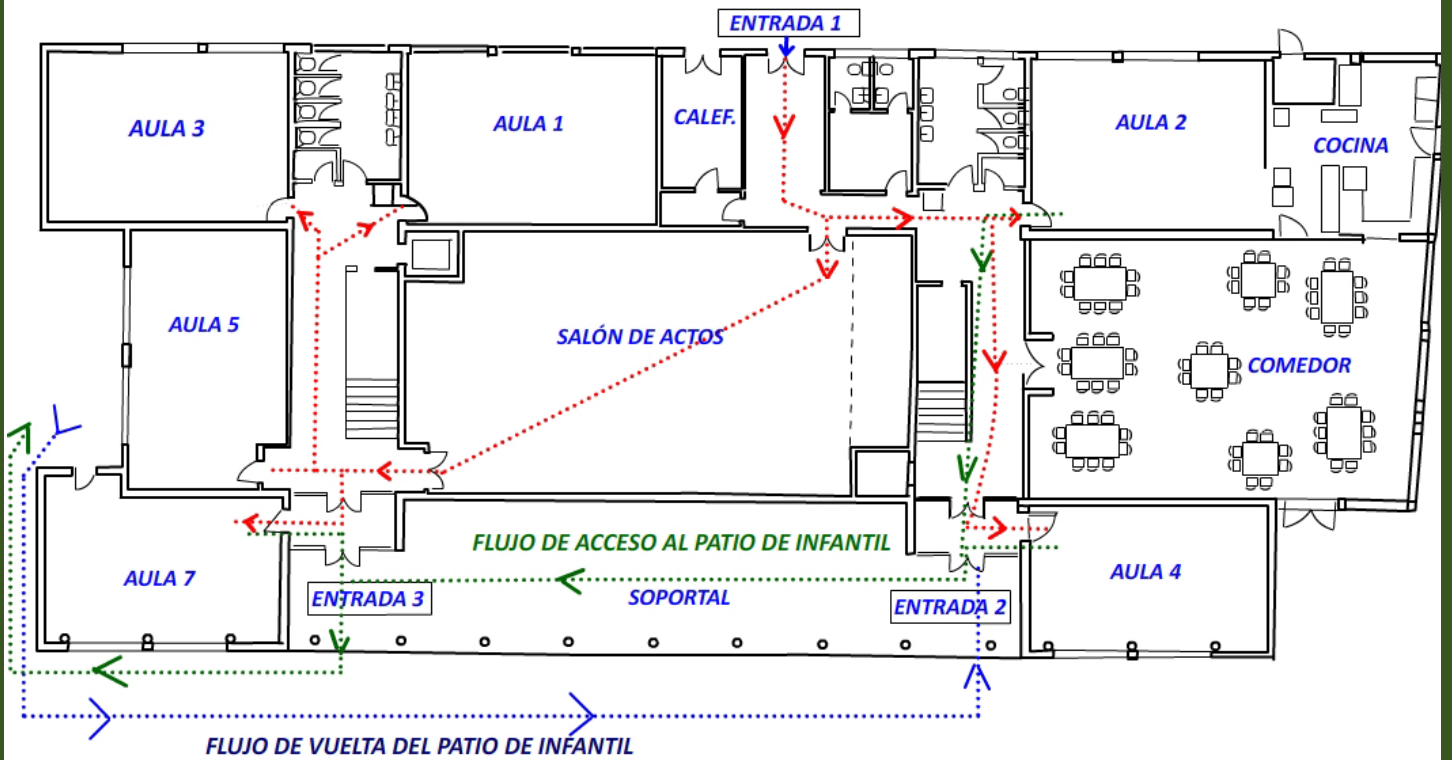 ENTRADA 1
AULA 3
AULA 1
CALEF.
AULA 2
COCINA
AULA 5
SALÓN DE ACTOS
COMEDOR
FLUJO DE ACCESO AL PATIO DE INFANTIL
AULA 7
AULA 4
ENTRADA 3
SOPORTAL
ENTRADA 2
FLUJO DE VUELTA DEL PATIO DE INFANTIL